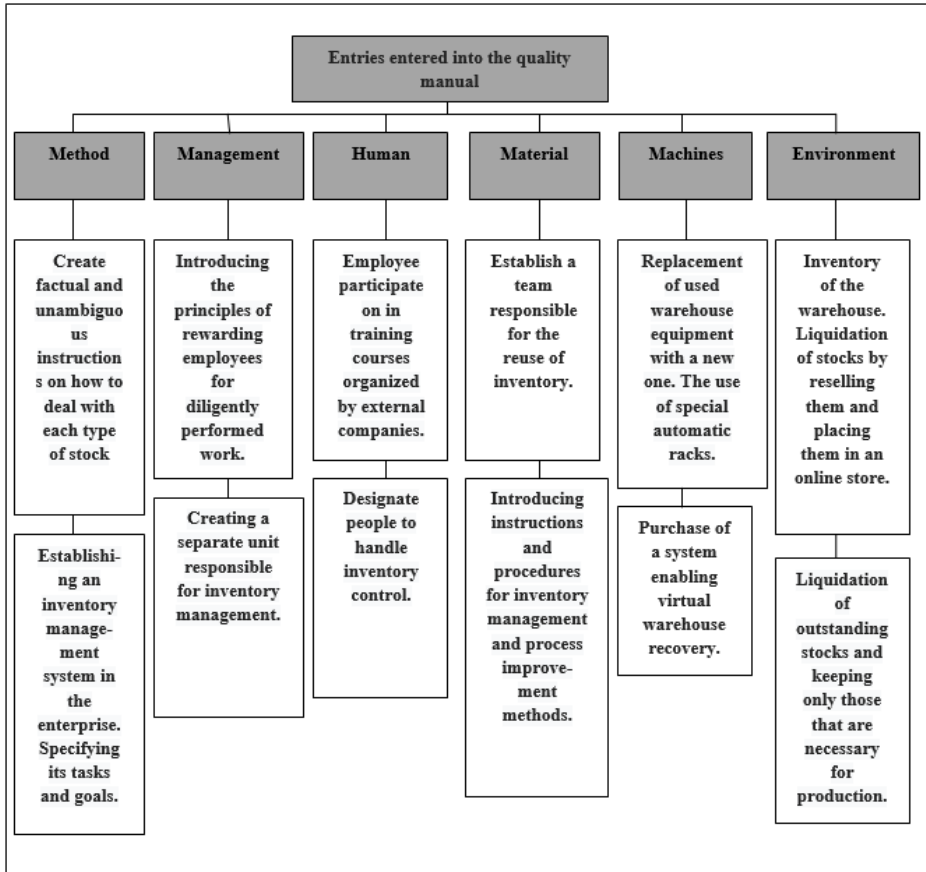 Entries entered into the quality
manual
Method
Management
Human
Material
Machines
Environment
Create
factual and
unambiguo
us
instruction
s on how to
deal with
each type
of stock
Introducing
the
principles of
rewarding
employees
for
diligently
performed
work.
Employee
participate
on in
training
courses
organized
by external
companies.
Establish a
team
responsible
for the
reuse of
inventory.
Replacement
of used
warehouse
equipment
with a new
one. The use
of special
automatic
racks.
Inventory
of the
warehouse.
Liquidation
of stocks by
reselling
them and
placing
them in an
online store.
Establishi-
ng an
inventory
manage-
ment
system in
the
enterprise.
Specifying
its tasks
and goals.
Creating a
separate unit
responsible
for inventory
management.
Designate
people to
handle
inventory
control.
Introducing
instructions
and
procedures
for inventory
management
and process
improve-
ment
methods.
Purchase of
a system
enabling
virtual
warehouse
recovery.
Liquidation
of
outstanding
stocks and
keeping
only those
that are
necessary
for
production.